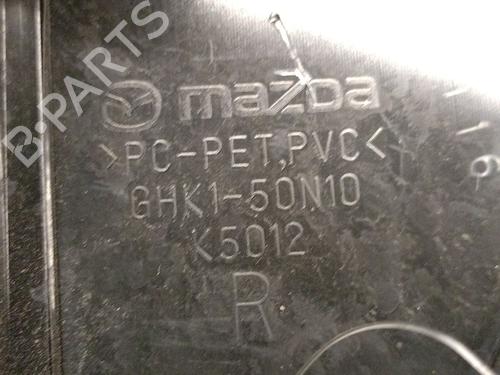 B-PARTS
mazda
>PC-PET,PVC<
GHK1-50N10
K5012
R